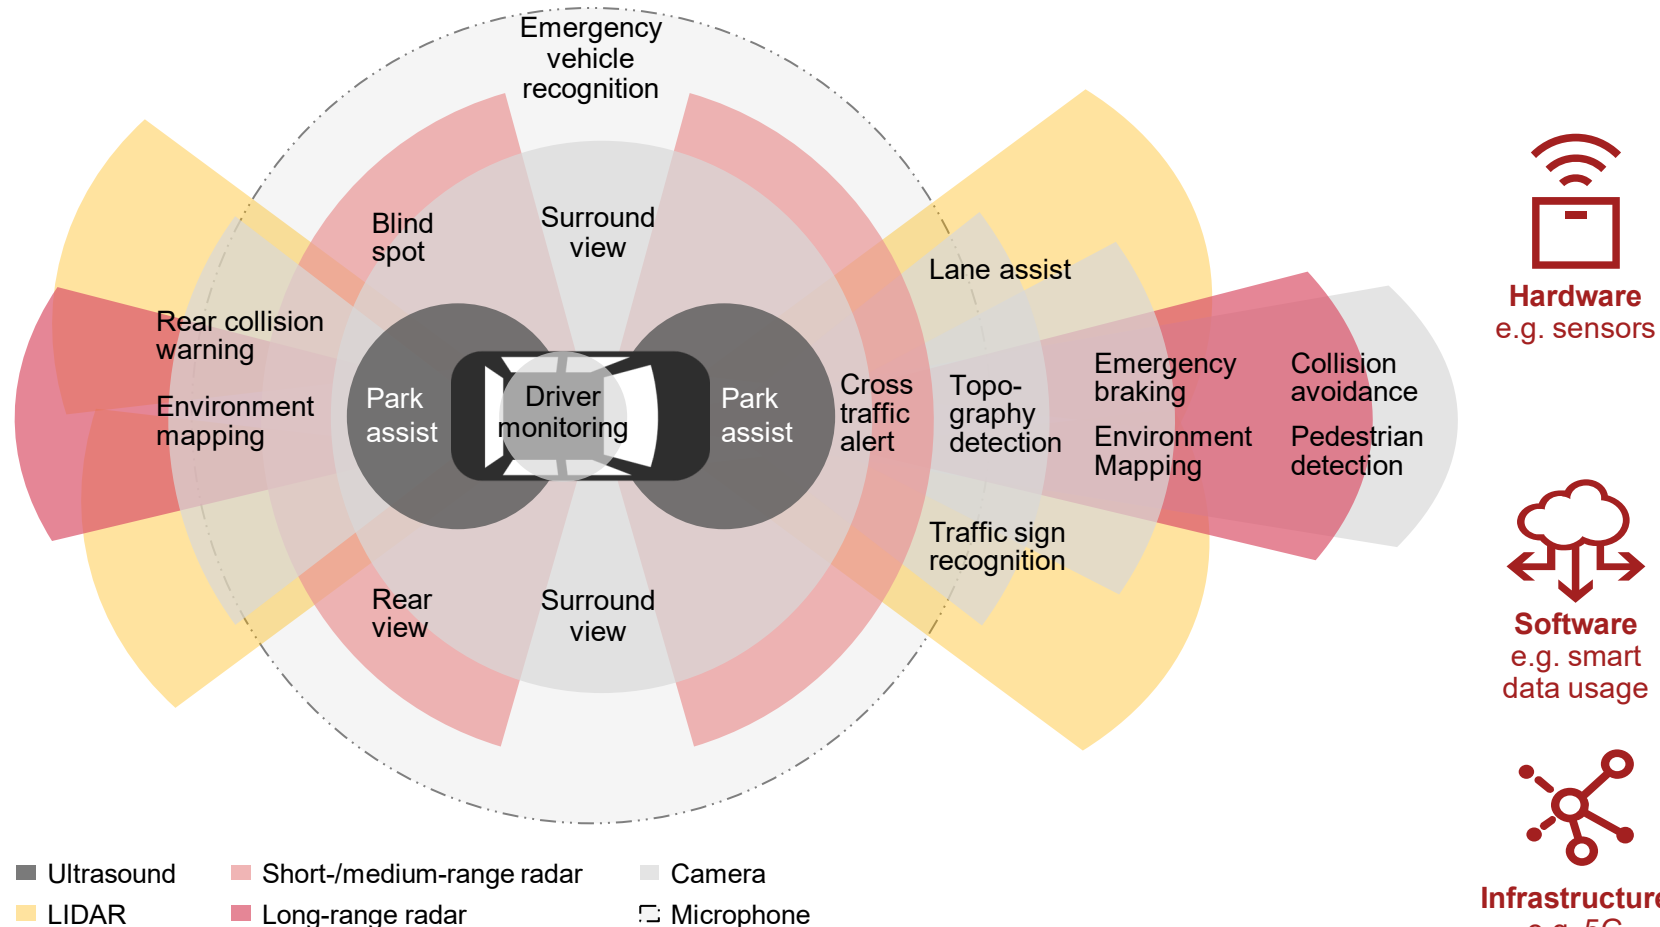 Emergency
vehicle
recognition
Blind
spot
Surround
view
Lane assist
Rear collision
warning
Environment
mapping
Park
assist
Driver
monitoring
Park
assist
Cross
traffic
alert
Topo-
graphy
detection
Emergency
braking
Environment
Mapping
Collision
avoidance
Pedestrian
detection
Traffic sign
recognition
Rear
view
Surround
view
Hardware
e.g. sensors
Software
e.g. smart
data usage
Infrastructure
e.g. 5G
Ultrasound
Short-/medium-range radar
Camera
LIDAR
Long-range radar
Microphone